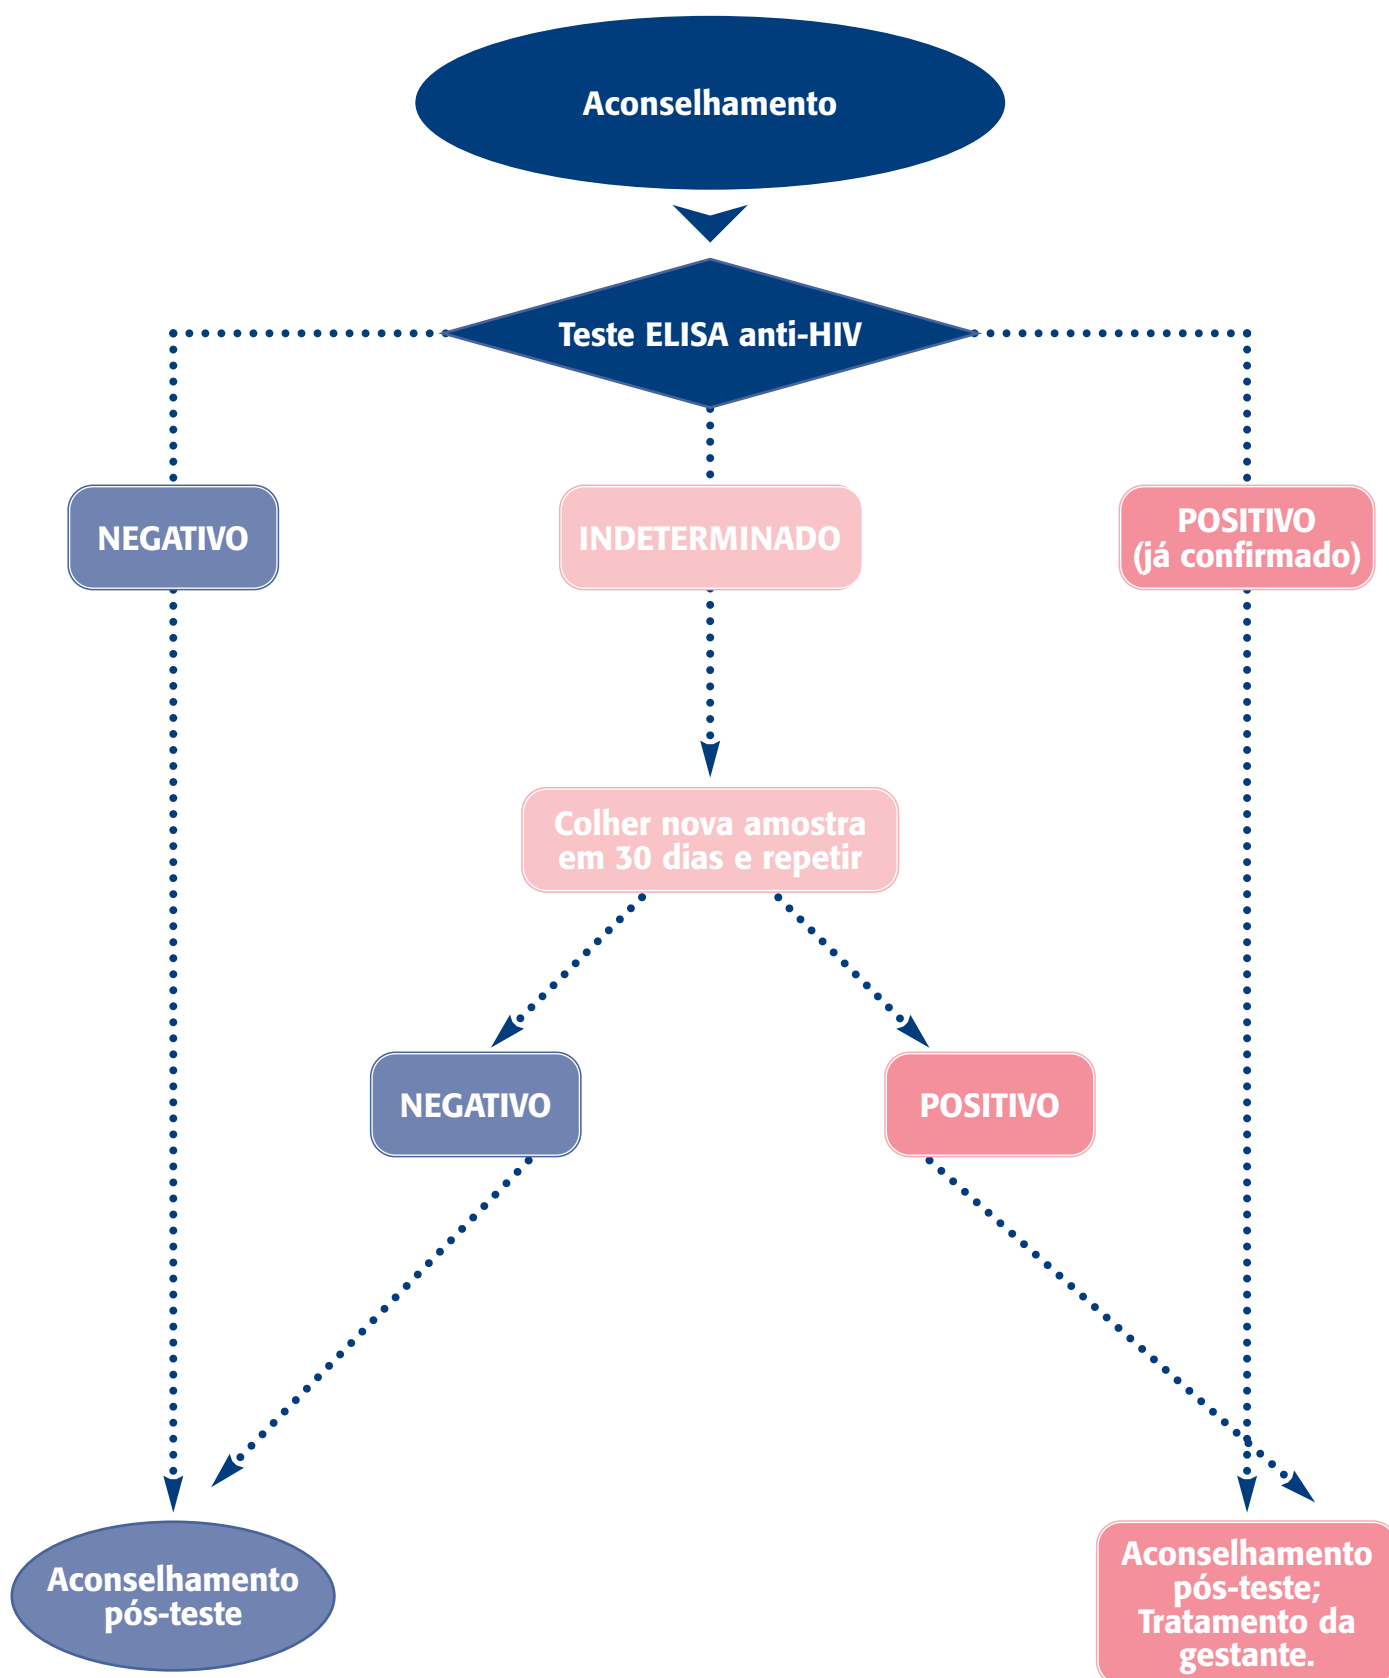 Aconselhamento
Teste ELISA anti-HIV
NEGATIVO
INDETERMINADO
POSITIVO
(já confirmado)
Colher nova amostra
em 30 dias e repetir
NEGATIVO
POSITIVO
Aconselhamento
pós-teste
Aconselhamento
pós-teste;
Tratamento da
gestante.